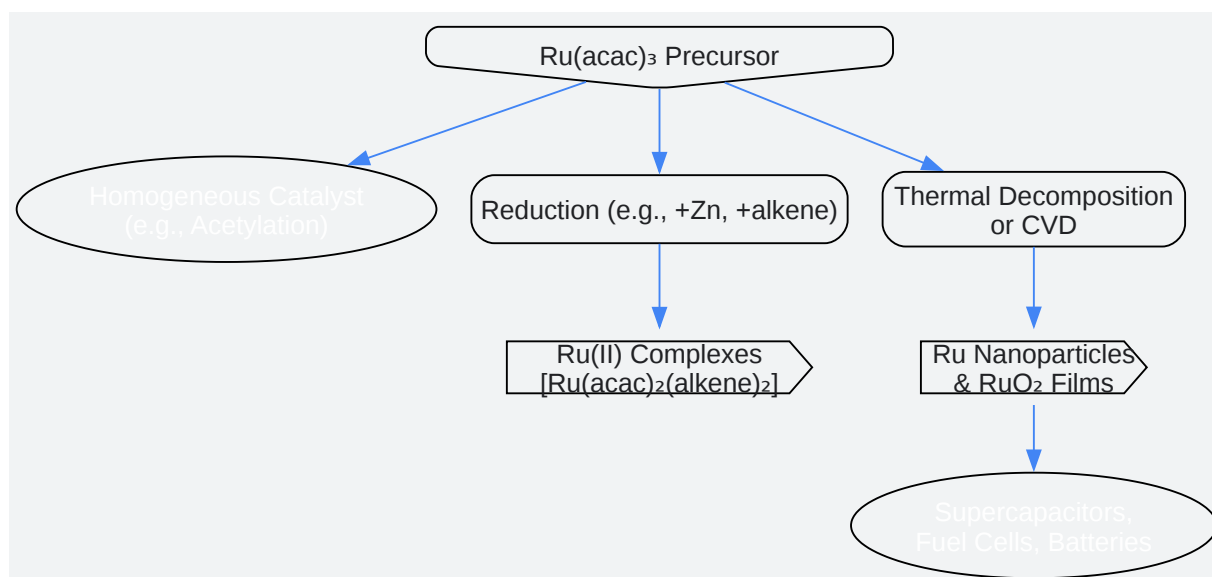 Ru(acac)₃ Precursor
Homogeneous Catalyst
(e.g., Acetylation)
Reduction (e.g., +Zn, +alkene)
Thermal Decomposition
or CVD
Ru(II) Complexes
[Ru(acac)₂(alkene)₂]
Ru Nanoparticles
& RuO₂ Films
Supercapacitors,
Fuel Cells, Batteries